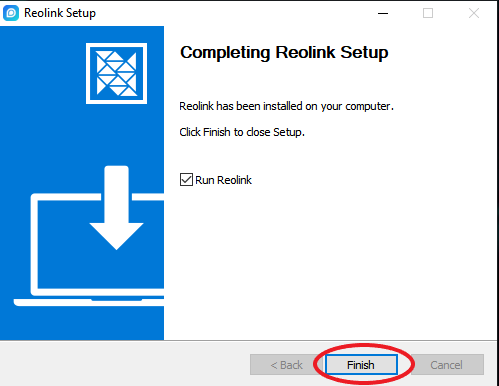 Reolink Setup
Completing Reolink Setup
Reolink has been installed on your computer.
Click Finish to close Setup.
Run Reolink
< Back
Finish
Cancel